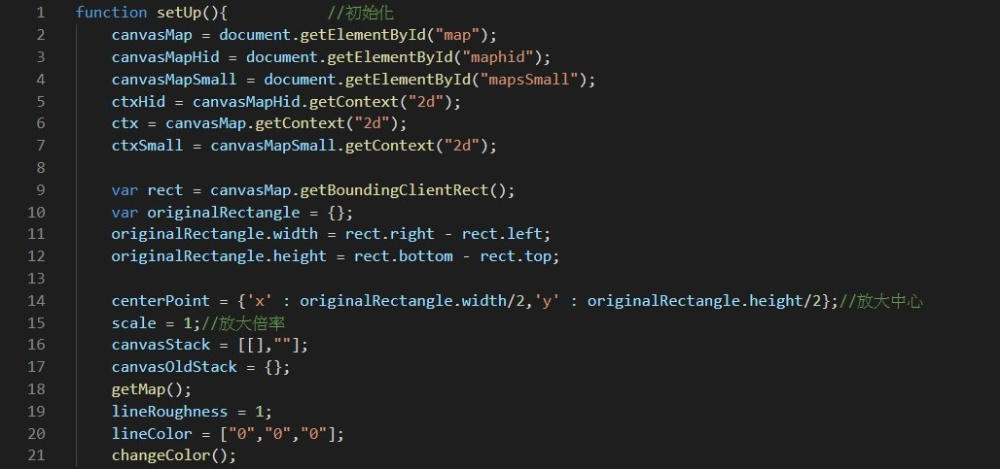 1 function setUp(){ //初始化
2 canvasMap = document.getElementById("map");
3 canvasMapHid = document.getElementById("maphid");
4 canvasMapSmall = document.getElementById("mapsSmall");
5 ctxHid = canvasMapHid.getContext("2d");
6 ctx = canvasMap.getContext("2d");
7 ctxSmall = canvasMapSmall.getContext("2d");
8
9 var rect = canvasMap.getBoundingClientRect();
10 var originalRectangle = {};
11 originalRectangle.width = rect.right - rect.left;
12 originalRectangle.height = rect.bottom - rect.top;
13
14 centerPoint = {'x' : originalRectangle.width/2,'y' : originalRectangle.height/2};//放大中心
15 scale = 1;//放大倍率
16 canvasStack = [[],""];
17 canvasOldStack = {};
18 getMap();
19 lineRoughness = 1;
20 lineColor = ["0","0","0"];
21 changeColor();